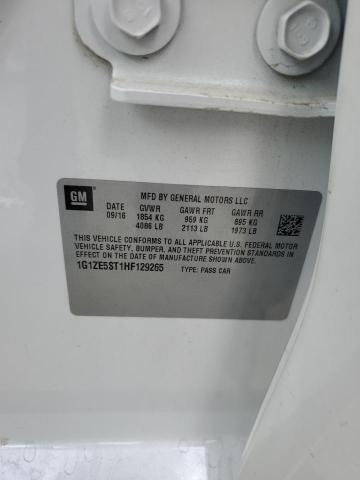 GM
MFD BY GENERAL MOTORS LLC
DATE GVWR GAWR FRT GAWR RR
09/16 1854 KG 959 KG 895 KG
4086 LB 2113 LB 1973 LB
THIS VEHICLE CONFORMS TO ALL APPLICABLE U.S. FEDERAL MOTOR
VEHICLE SAFETY, BUMPER, AND THEFT PREVENTION STANDARDS IN
EFFECT ON THE DATE OF MANUFACTURE SHOWN ABOVE.
1G1ZE5ST1HF129265 TYPE: PASS CAR